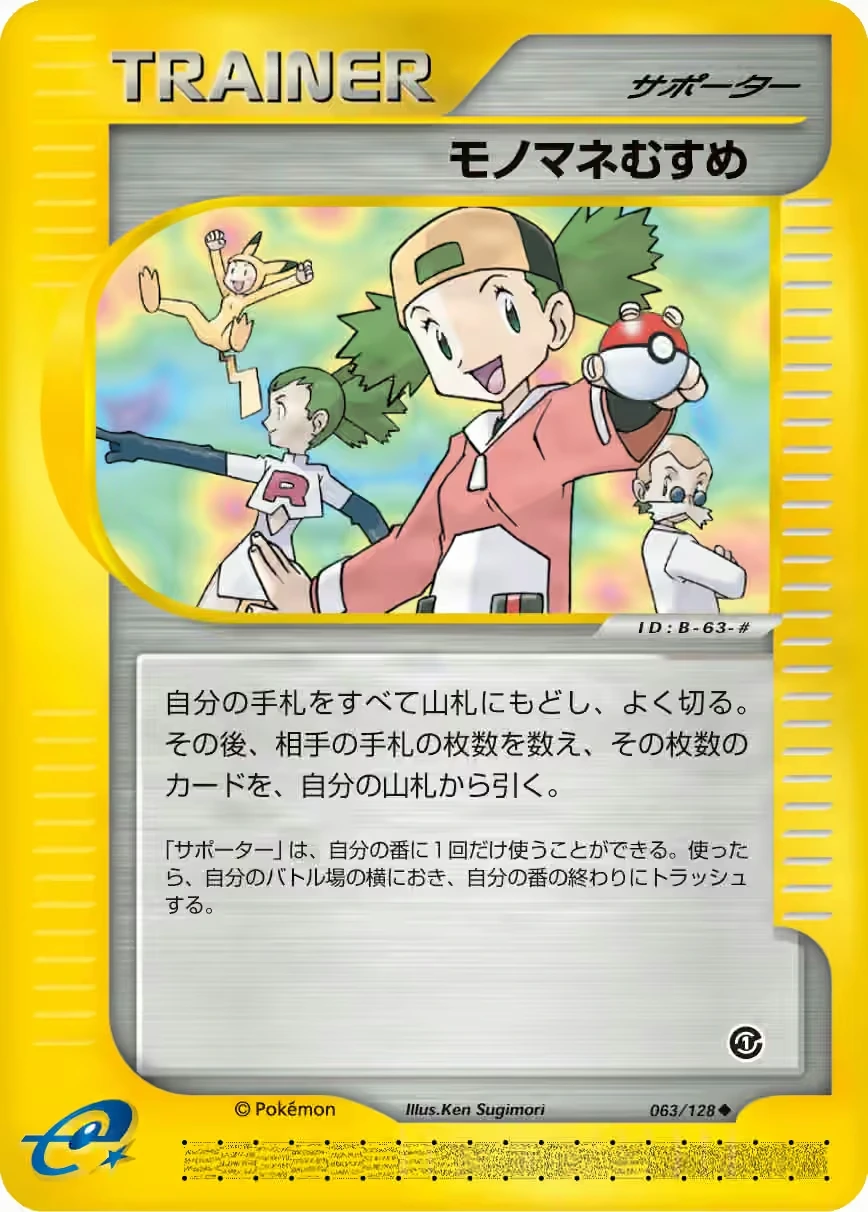 TRAINER
サポーター
モノマネむすめ
R
ID:B-63-#
自分の手札をすべて山札にもどし、よく切る。
その後、相手の手札の枚数を数え、その枚数の
カードを、自分の山札から引く。
「サポーター」は、自分の番に1回だけ使うことができる。使った
ら、自分のバトル場の横におき、自分の番の終わりにトラッシュ
する。
1
© Pokémon
Illus.Ken Sugimori
063/128◆
e